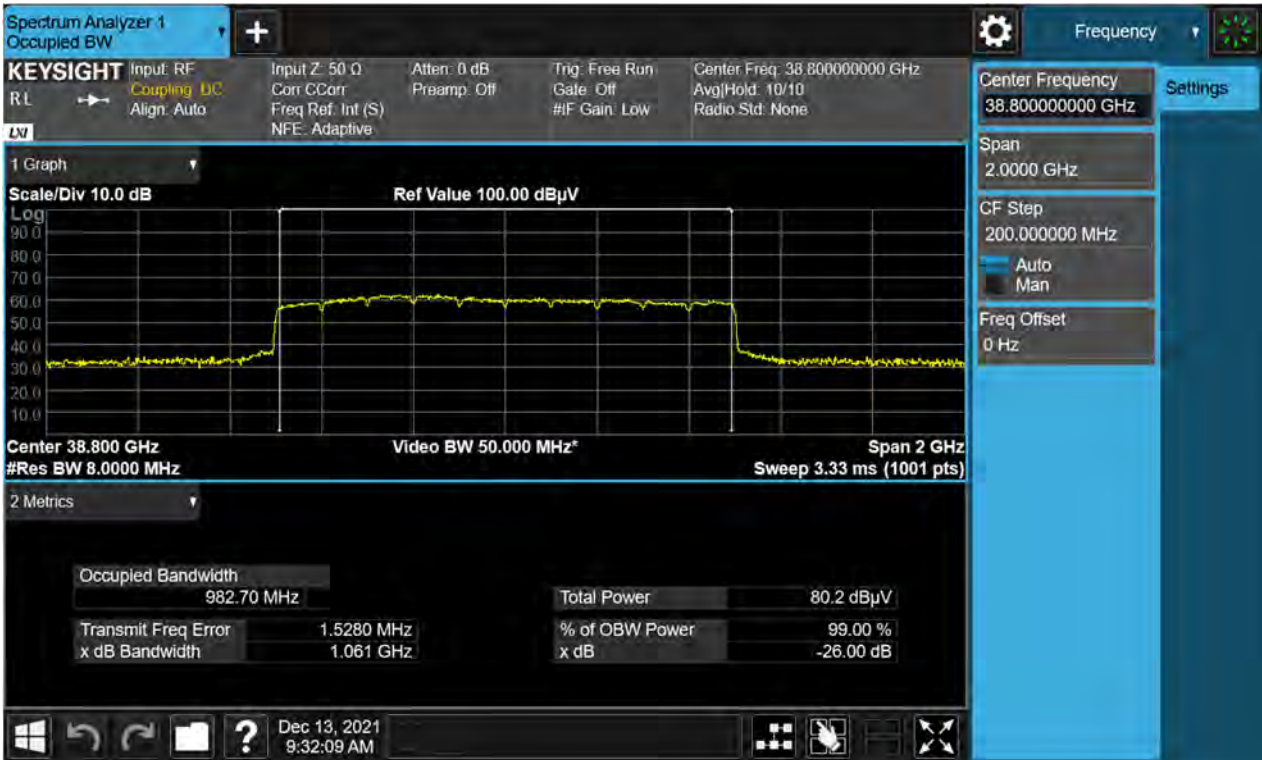 Spectrum Analyzer 1
Occupied BW
+
Frequency
KEYSIGHT
R L
LXI
Input: RF
Coupling: DC
Align: Auto
Input Z: 50 Ω
Corr CCorr
Freq Ref: Int (S)
NFE: Adaptive
Atten: 0 dB
Preamp: Off
Trig: Free Run
Gate: Off
#IF Gain: Low
Center Freq: 38.800000000 GHz
Avg|Hold: 10/10
Radio Std: None
Center Frequency
38.800000000 GHz
Settings
Span
2.0000 GHz
CF Step
200.000000 MHz
Auto
Man
Freq Offset
0 Hz
1 Graph
Scale/Div 10.0 dB
Ref Value 100.00 dBµV
Log
90.0
80.0
70.0
60.0
50.0
40.0
30.0
20.0
10.0
Center 38.800 GHz
Video BW 50.000 MHz*
Span 2 GHz
#Res BW 8.0000 MHz
Sweep 3.33 ms (1001 pts)
2 Metrics
Occupied Bandwidth
982.70 MHz
Total Power 80.2 dBµV
Transmit Freq Error 1.5280 MHz
% of OBW Power 99.00 %
x dB Bandwidth 1.061 GHz
x dB -26.00 dB
?
Dec 13, 2021
9:32:09 AM